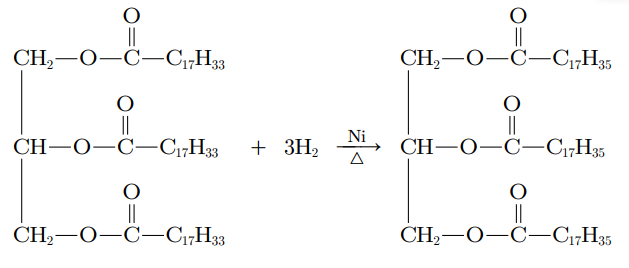 O O
CH₂—O—C—C₁₇H₃₃ CH₂—O—C—C₁₇H₃₅
O O
CH—O—C—C₁₇H₃₃ + 3H₂ Ni △ CH—O—C—C₁₇H₃₅
O O
CH₂—O—C—C₁₇H₃₃ CH₂—O—C—C₁₇H₃₅